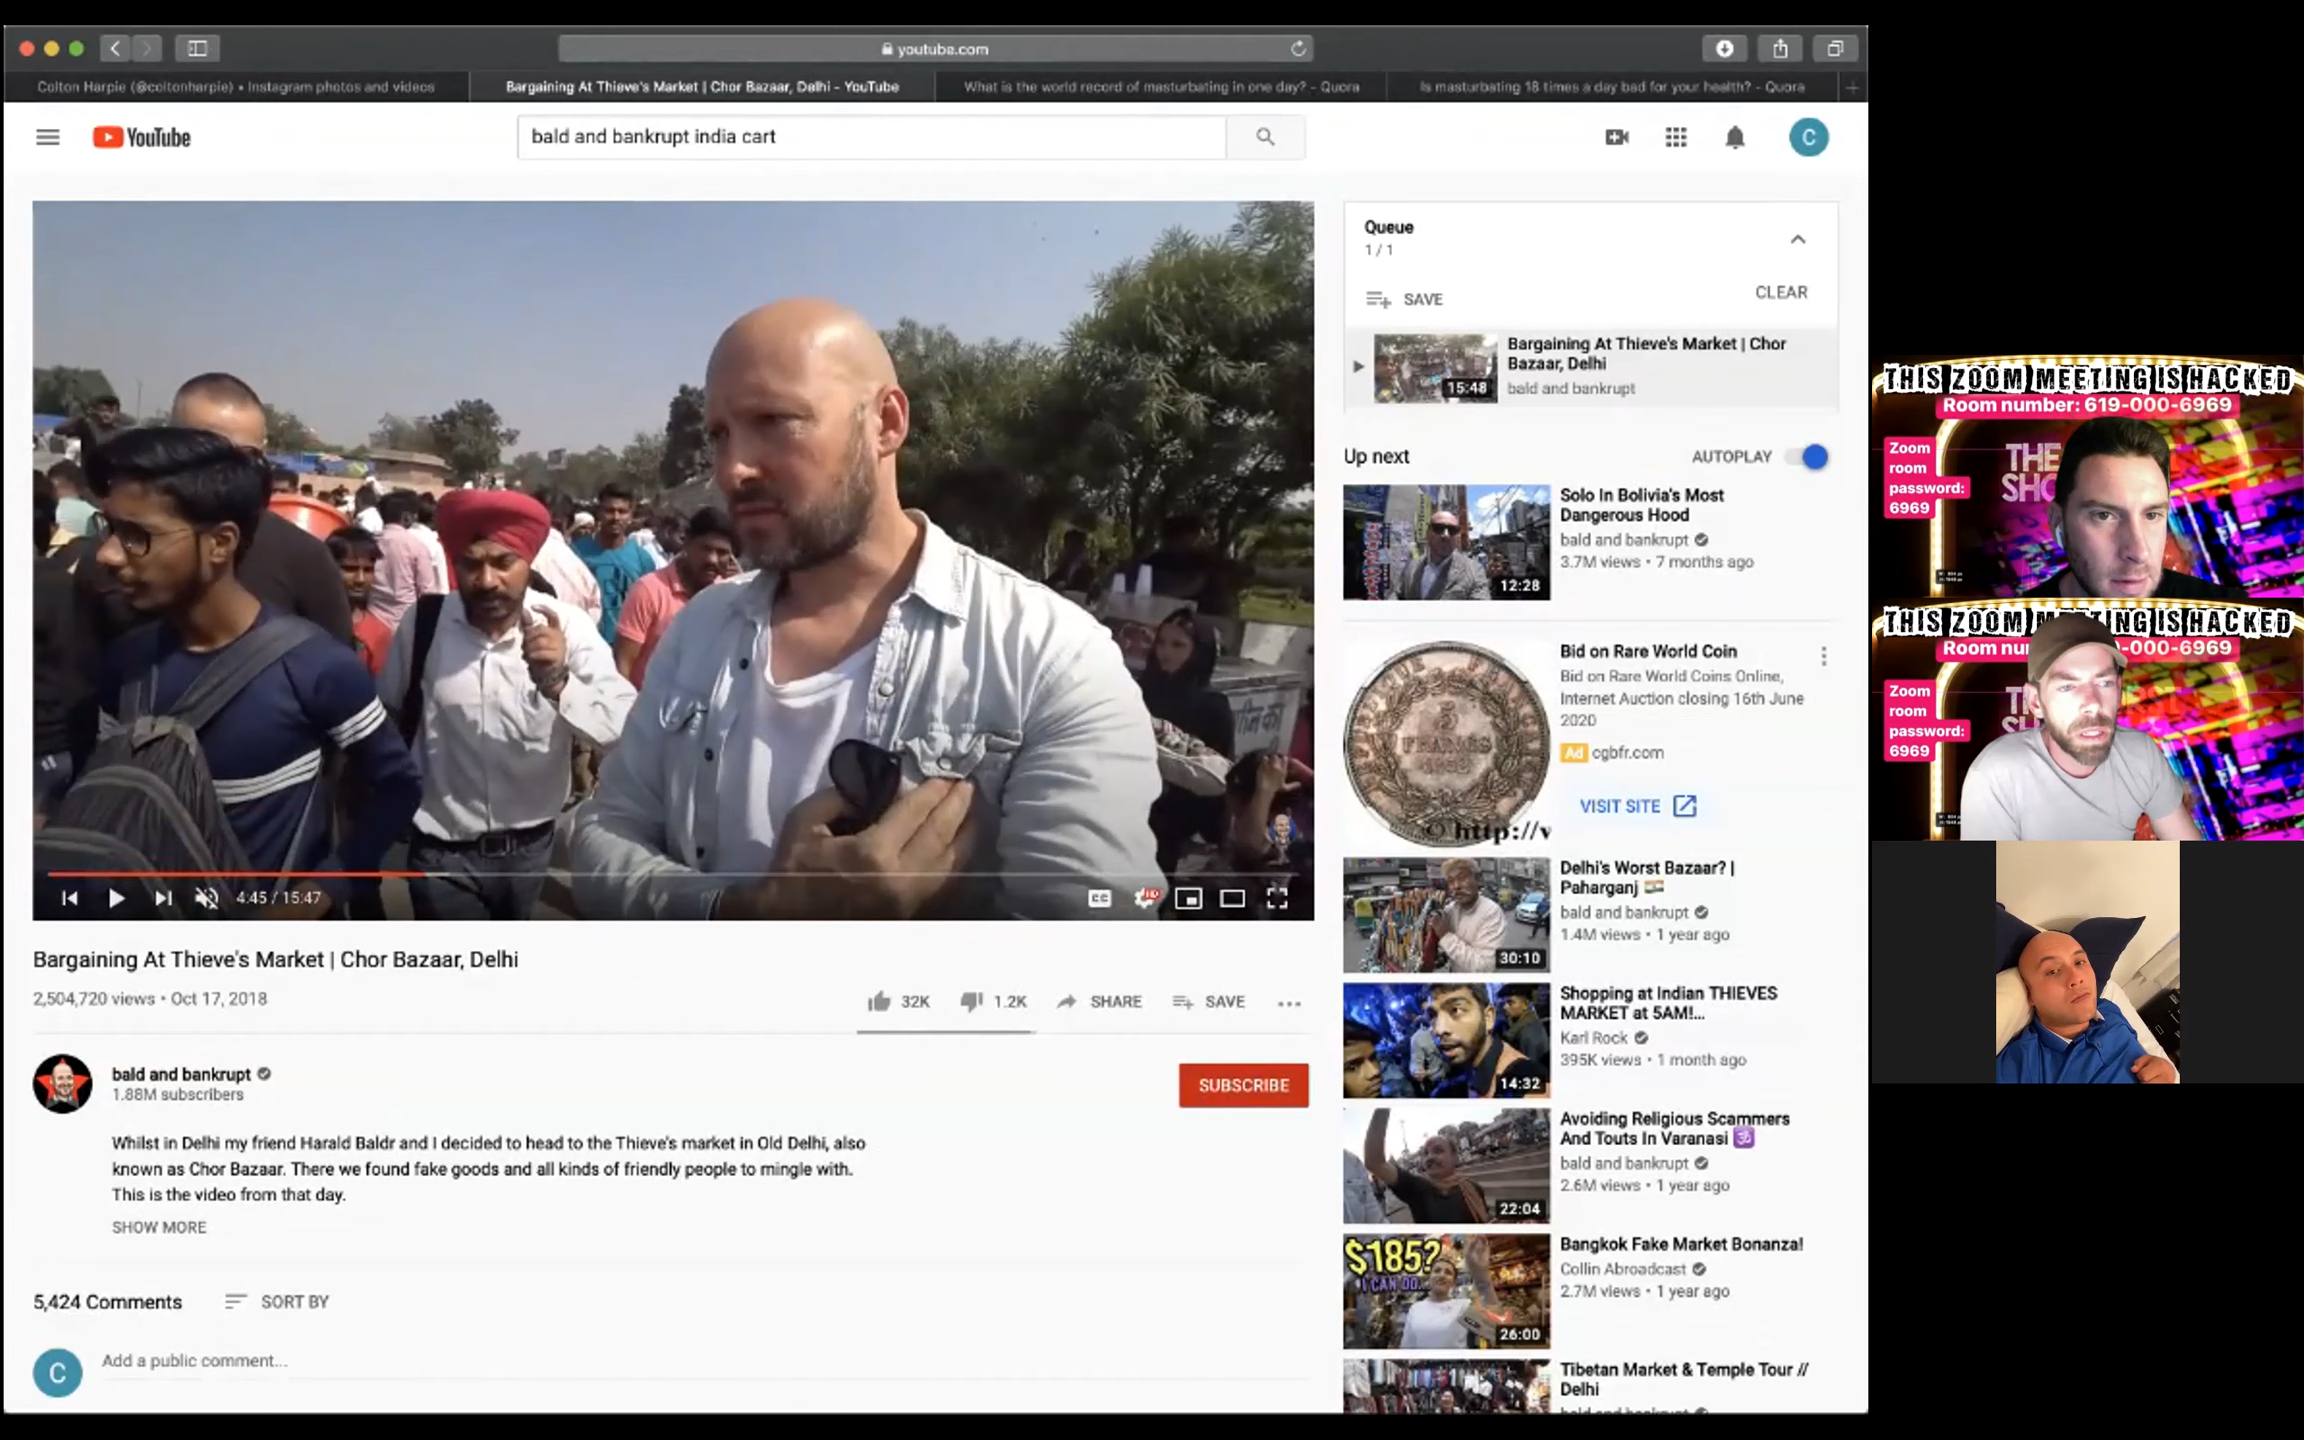 youtube.com
Colton Harpie (@coltonharpie) • Instagram photos and videos
Bargaining At Thieve's Market | Chor Bazaar, Delhi - YouTube
What is the world record of masturbating in one day? - Quora
Is masturbating 18 times a day bad for your health? - Quora
YouTube
bald and bankrupt india cart
C
4:45 / 15:47
CC
HD
Bargaining At Thieve's Market | Chor Bazaar, Delhi
2,504,720 views • Oct 17, 2018
32K
1.2K
SHARE
SAVE
bald and bankrupt
1.88M subscribers
SUBSCRIBE
Whilst in Delhi my friend Harald Baldr and I decided to head to the Thieve's market in Old Delhi, also
known as Chor Bazaar. There we found fake goods and all kinds of friendly people to mingle with.
This is the video from that day.
SHOW MORE
5,424 Comments
SORT BY
C
Add a public comment...
Queue
1 / 1
SAVE
CLEAR
15:48
Bargaining At Thieve's Market | Chor
Bazaar, Delhi
bald and bankrupt
Up next
AUTOPLAY
12:28
Solo In Bolivia's Most
Dangerous Hood
bald and bankrupt
3.7M views • 7 months ago
5
FRANCS
© http://v
Bid on Rare World Coin
Bid on Rare World Coins Online,
Internet Auction closing 16th June
2020
Ad cgbfr.com
VISIT SITE
30:10
Delhi's Worst Bazaar? |
Paharganj
bald and bankrupt
1.4M views • 1 year ago
14:32
Shopping at Indian THIEVES
MARKET at 5AM!...
Karl Rock
395K views • 1 month ago
22:04
Avoiding Religious Scammers
And Touts In Varanasi 🕉
bald and bankrupt
2.6M views • 1 year ago
$185?
I CAN DO...
26:00
Bangkok Fake Market Bonanza!
Collin Abroadcast
2.7M views • 1 year ago
Tibetan Market & Temple Tour //
Delhi
bald and bankrupt
THIS ZOOM MEETING IS HACKED
Room number: 619-000-6969
Zoom
room
password:
6969
THE
SHO
THIS ZOOM M TING IS HACKED
Room nu -000-6969
Zoom
room
password:
6969